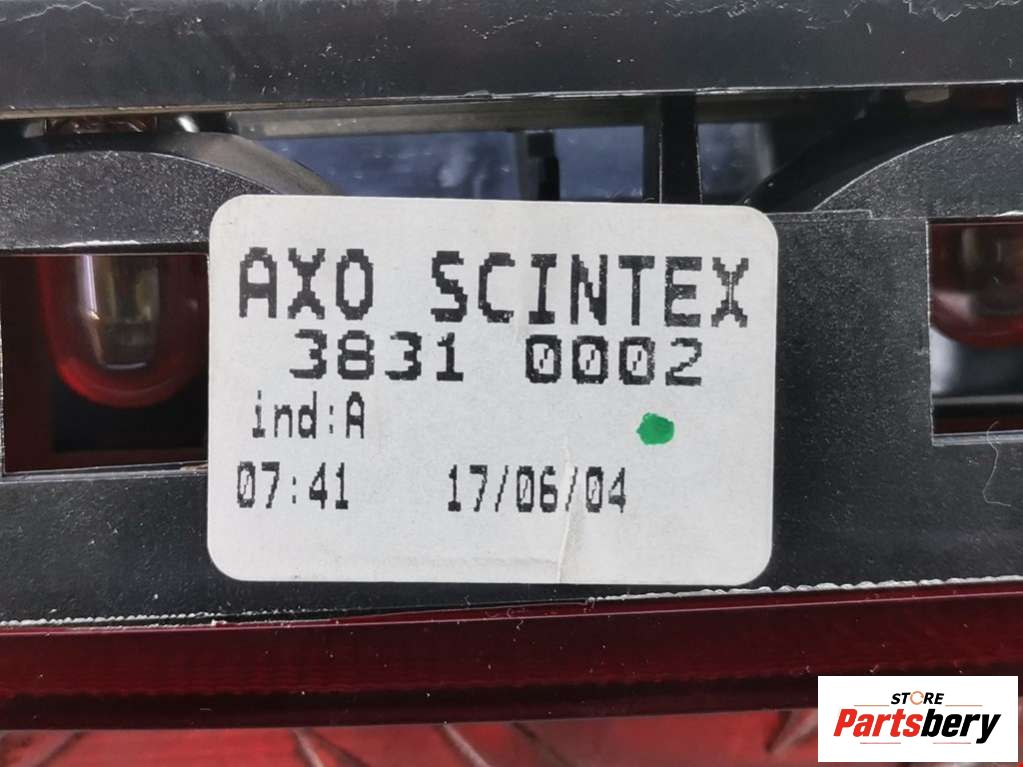 AXO SCINTEX
3831 0002
ind:A
07:41 17/06/04
STORE
Partsbery